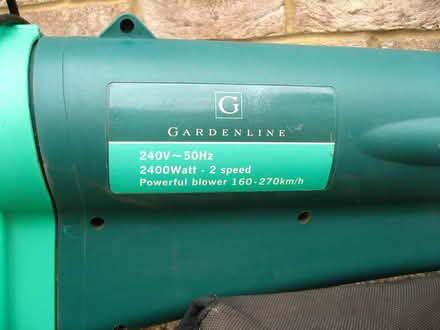 G
GARDENLINE
240V~50Hz
2400Watt - 2 speed
Powerful blower 160-270km/h